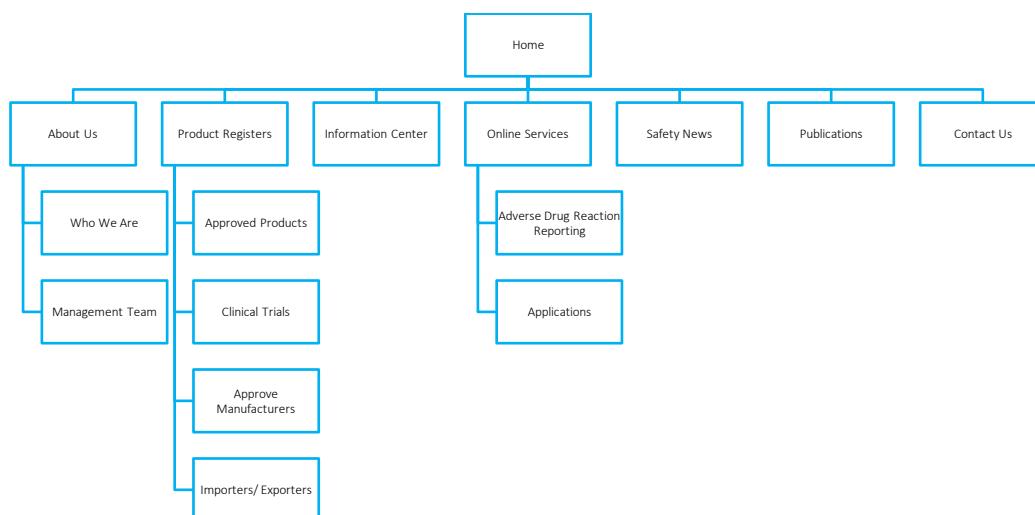 Home
About Us
Product Registers
Information Center
Online Services
Safety News
Publications
Contact Us
Who We Are
Approved Products
Adverse Drug Reaction
Reporting
Management Team
Clinical Trials
Applications
Approve
Manufacturers
Importers/ Exporters